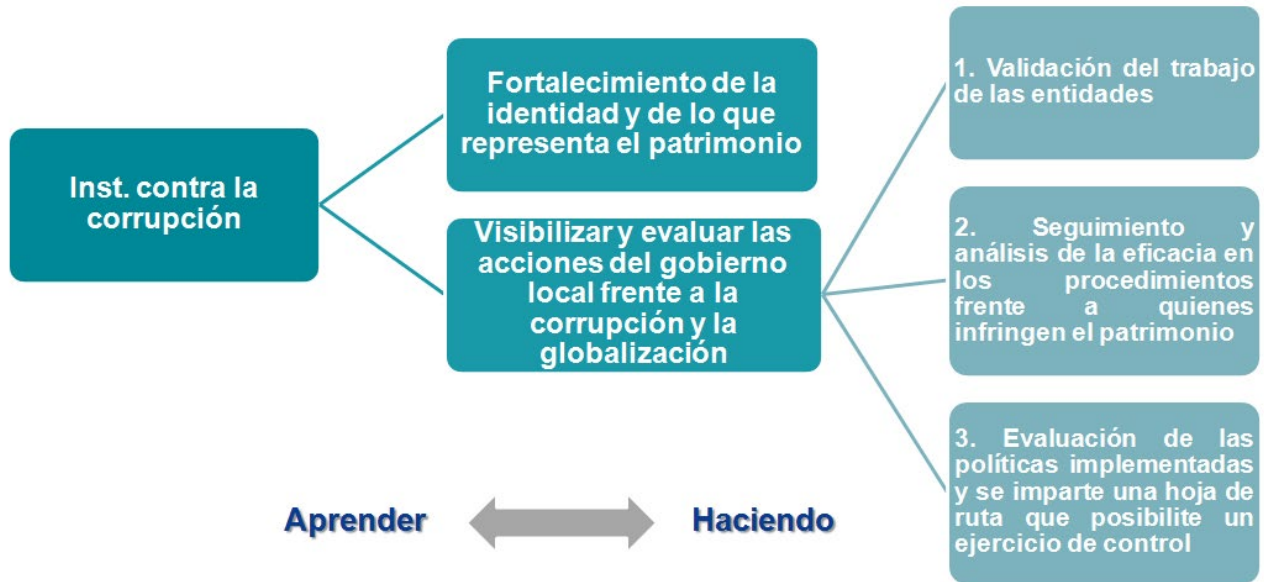 Inst. contra la
corrupción
Fortalecimiento de la
identidad y de lo que
representa el patrimonio
Visibilizar y evaluar las
acciones del gobierno
local frente a la
corrupción y la
globalización
1. Validación del trabajo
de las entidades
2. Seguimiento y
análisis de la eficacia en
los procedimientos
frente a quienes
infringen el patrimonio
3. Evaluación de las
políticas implementadas
y se imparte una hoja de
ruta que posibilite un
ejercicio de control
Aprender
Haciendo